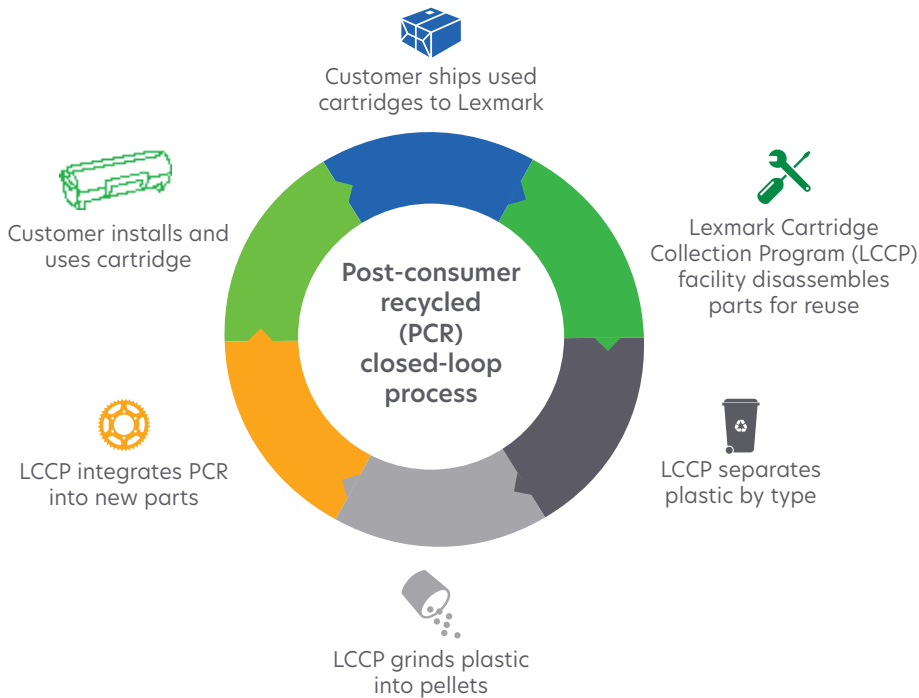 Customer ships used
cartridges to Lexmark
Lexmark Cartridge
Collection Program (LCCP)
facility disassembles
parts for reuse
LCCP separates
plastic by type
LCCP grinds plastic
into pellets
LCCP integrates PCR
into new parts
Customer installs and
uses cartridge
Post-consumer
recycled
(PCR)
closed-loop
process